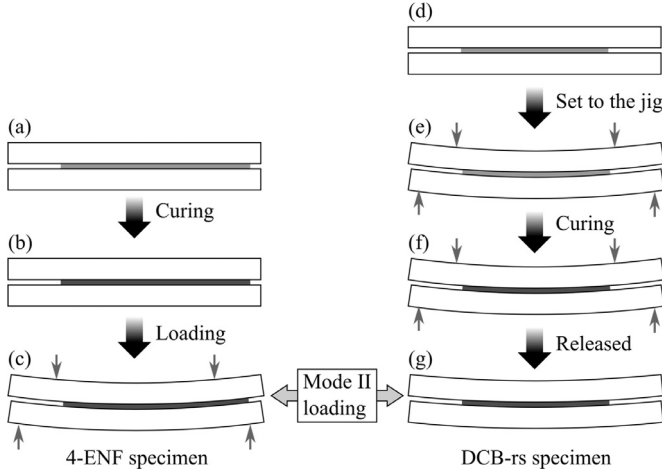 (a)
Curing
(b)
Loading
(c)
4-ENF specimen
Mode II
loading
(d)
Set to the jig
(e)
Curing
(f)
Released
(g)
DCB-rs specimen